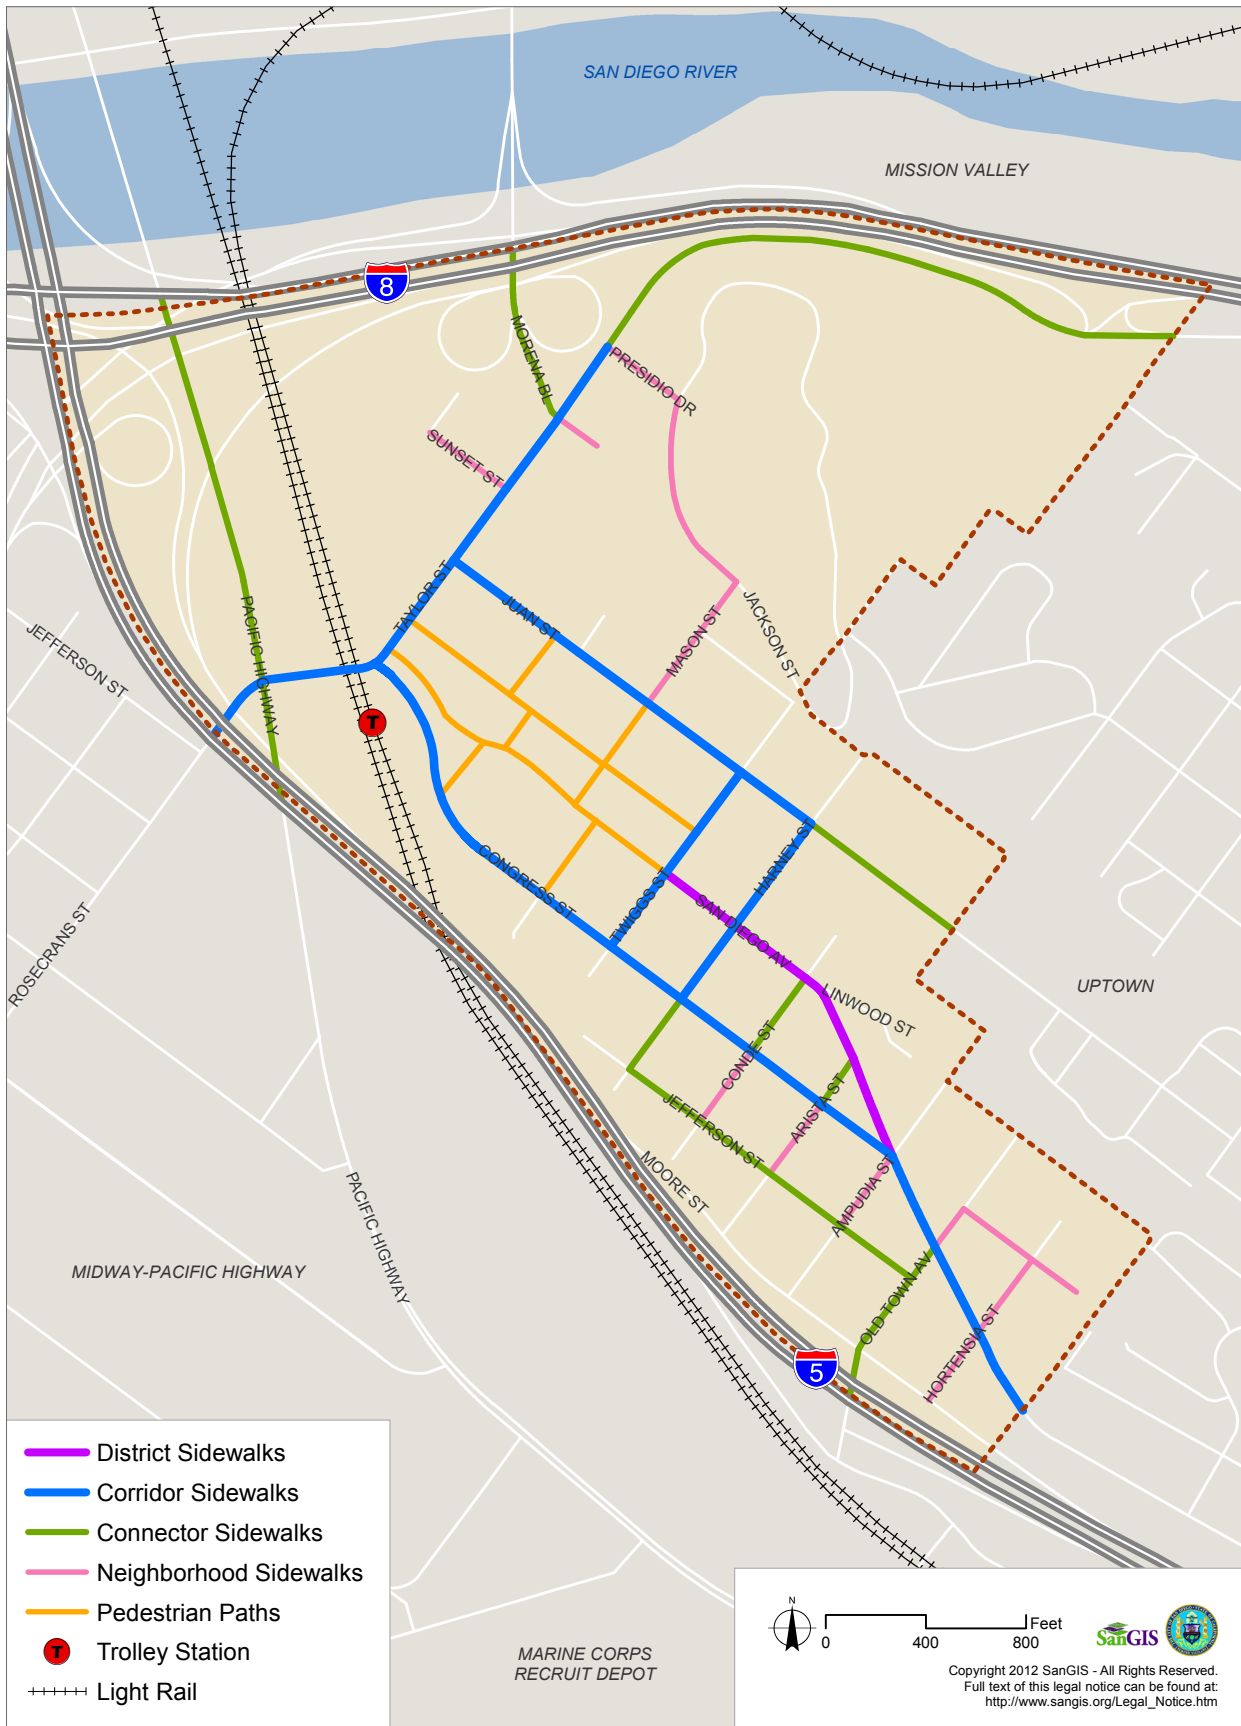 SAN DIEGO RIVER
MISSION VALLEY
8
MORENA BL
PRESIDIO DR
SUNSET ST
TAYLOR ST
JUAN ST
MASON ST
JACKSON ST
PACIFIC HIGHWAY
JEFFERSON ST
T
CONGRESS ST
TWIGGS ST
HARNEY ST
SAN DIEGO AV
LINWOOD ST
ROSECRANS ST
UPTOWN
CONDE ST
ARISTA ST
JEFFERSON ST
MOORE ST
AMPUDIA ST
PACIFIC HIGHWAY
MIDWAY-PACIFIC HIGHWAY
OLD TOWN AV
HORTENSIA ST
5
District Sidewalks
Corridor Sidewalks
Connector Sidewalks
Neighborhood Sidewalks
Pedestrian Paths
T Trolley Station
Light Rail
MARINE CORPS
RECRUIT DEPOT
N
0 400 800 Feet
SanGIS
Copyright 2012 SanGIS - All Rights Reserved.
Full text of this legal notice can be found at:
http://www.sangis.org/Legal_Notice.htm